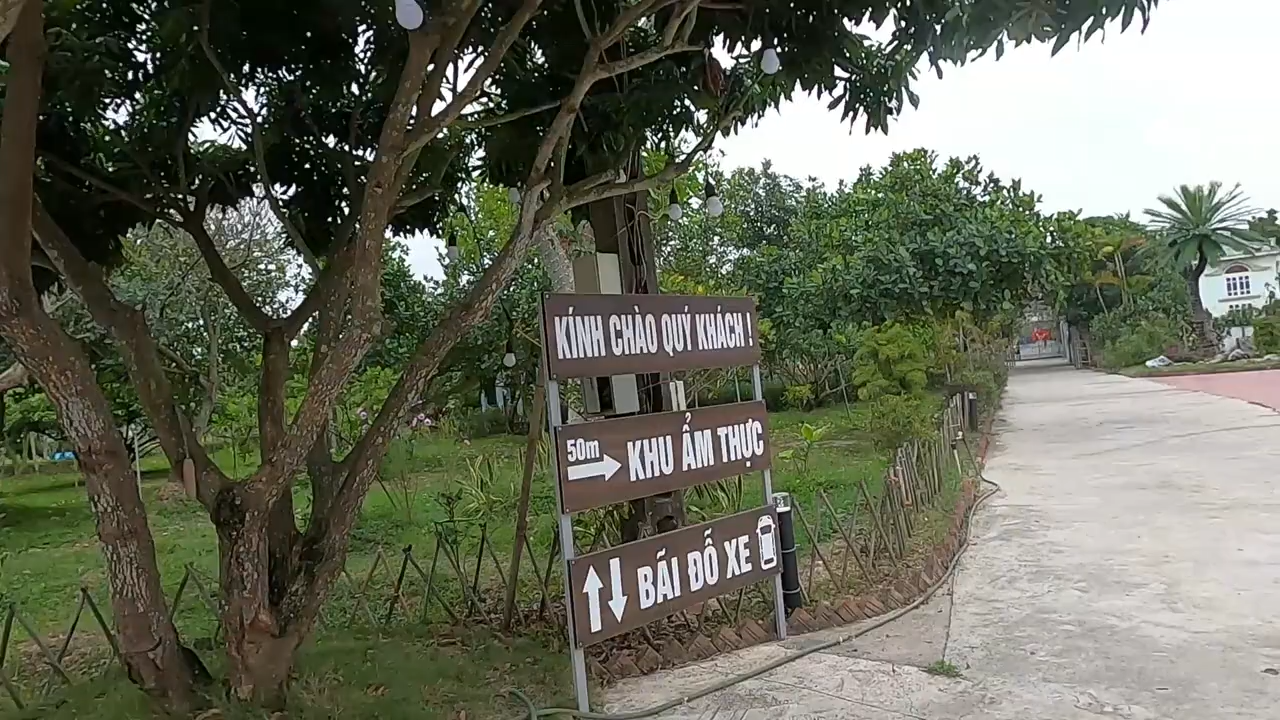 KÍNH CHÀO QUÝ KHÁCH !
50m
KHU ẨM THỰC
BÃI ĐỖ XE